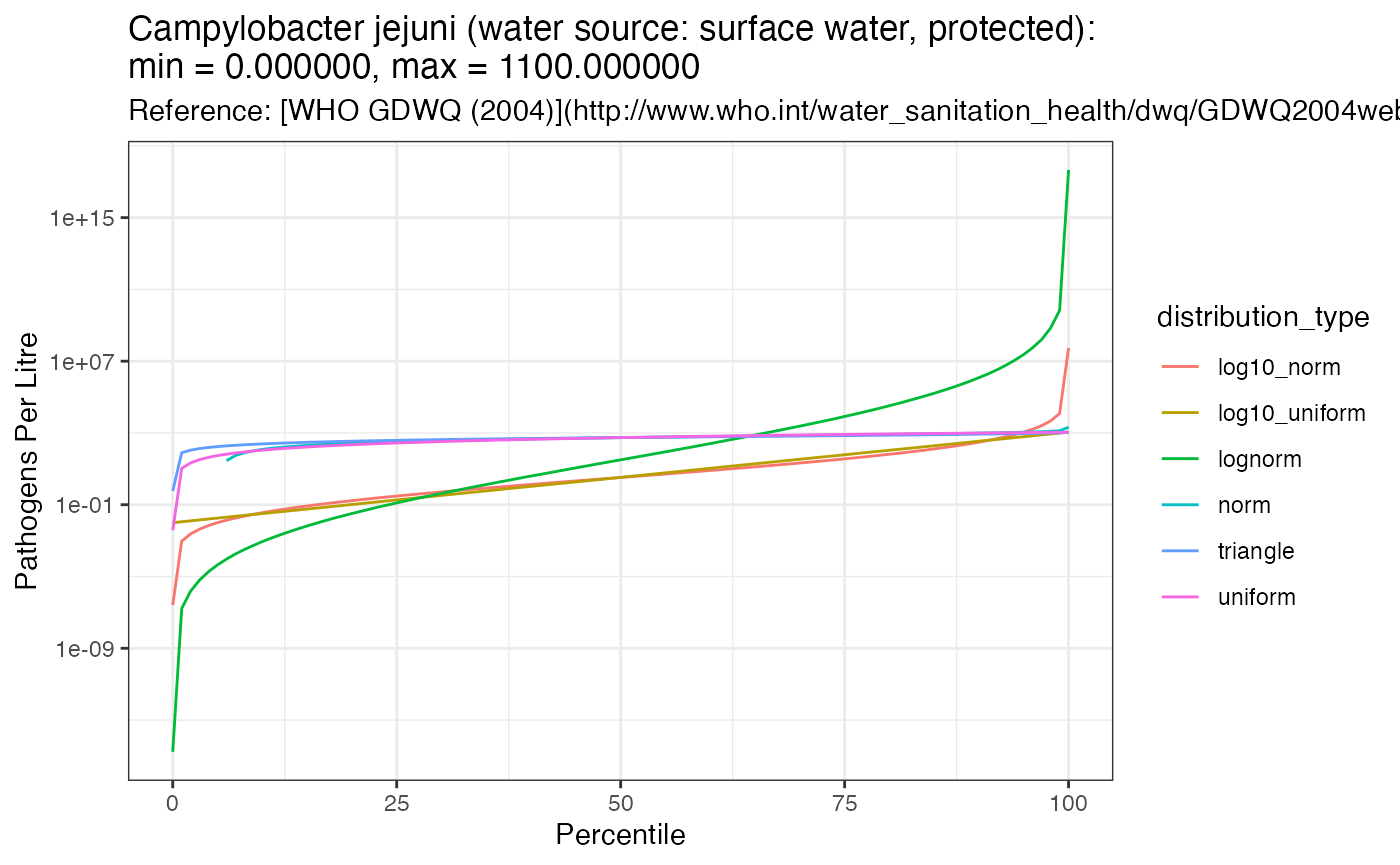 Campylobacter jejuni (water source: surface water, protected):
min = 0.000000, max = 1100.000000
Reference: [WHO GDWQ (2004)](http://www.who.int/water_sanitation_health/dwq/GDWQ2004web
Pathogens Per Litre
1e+15
1e+07
1e-01
1e-09
0 25 50 75 100
Percentile
distribution_type
log10_norm
log10_uniform
lognorm
norm
triangle
uniform